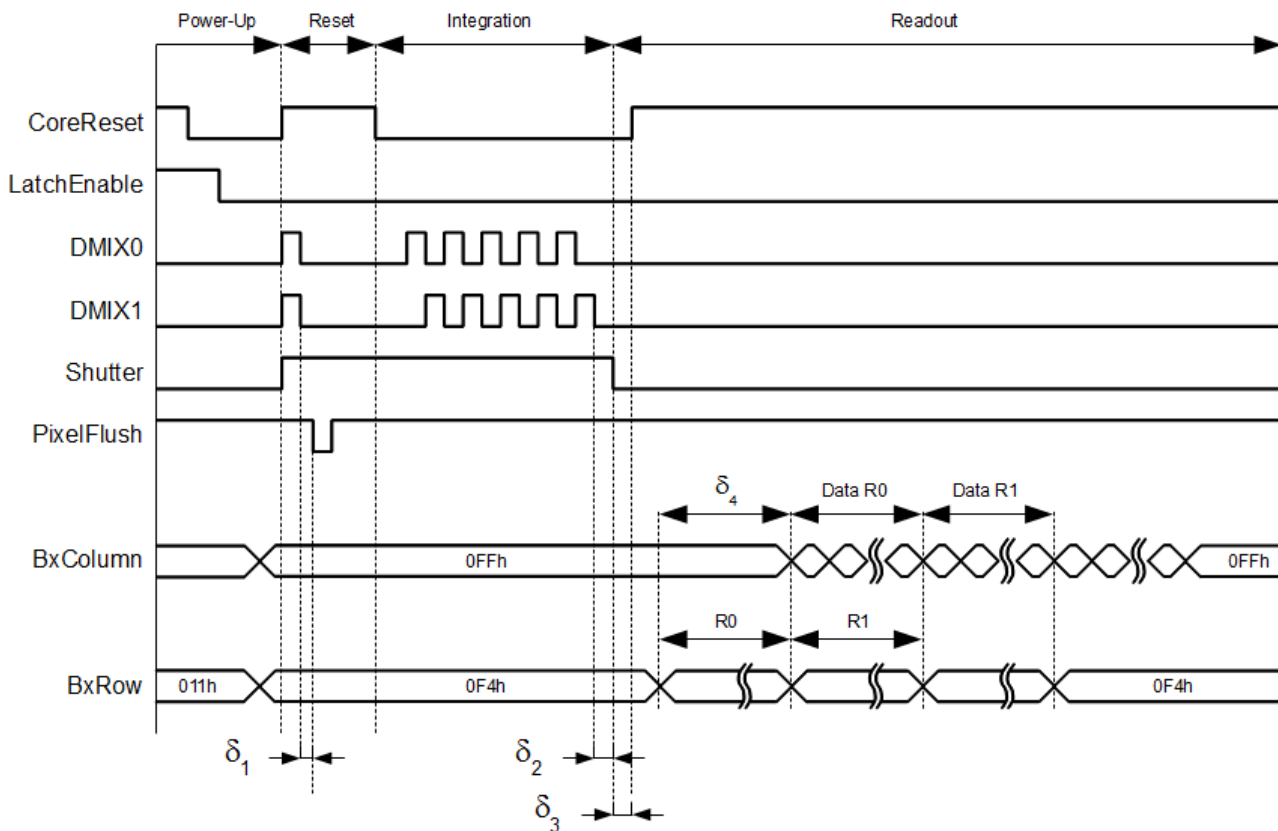 Power-Up Reset Integration Readout
CoreReset
LatchEnable
DMIX0
DMIX1
Shutter
PixelFlush
δ4 Data R0 Data R1
BxColumn 0FFh 0FFh
R0 R1
BxRow 011h 0F4h 0F4h
δ1 δ2
δ3